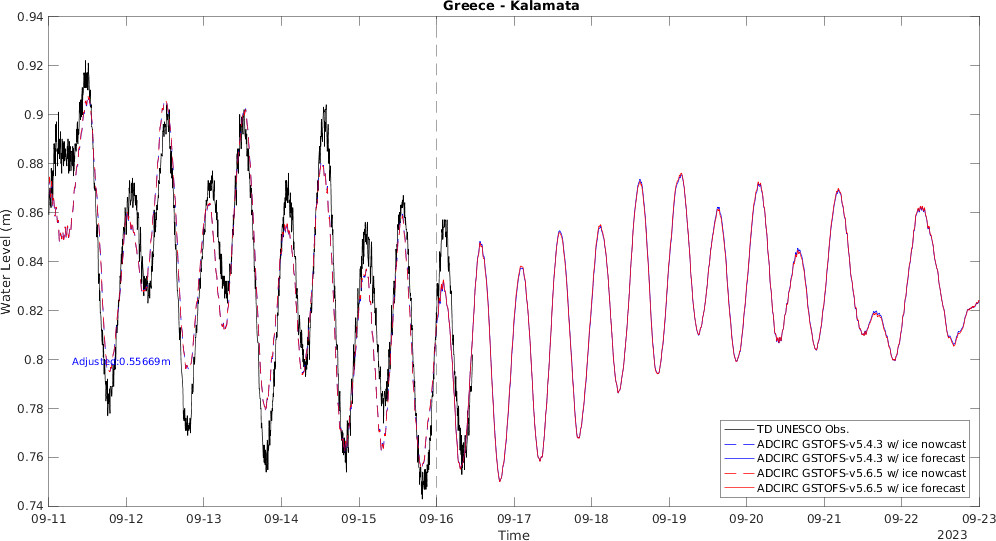 Greece - Kalamata
0.94
0.92
0.9
0.88
0.86
0.84
0.82
0.8
0.78
0.76
0.74
Water Level (m)
Adjusted:0.55669m
TD UNESCO Obs.
ADCIRC GSTOFS-v5.4.3 w/ ice nowcast
ADCIRC GSTOFS-v5.4.3 w/ ice forecast
ADCIRC GSTOFS-v5.6.5 w/ ice nowcast
ADCIRC GSTOFS-v5.6.5 w/ ice forecast
09-11 09-12 09-13 09-14 09-15 09-16 09-17 09-18 09-19 09-20 09-21 09-22 09-23
Time
2023